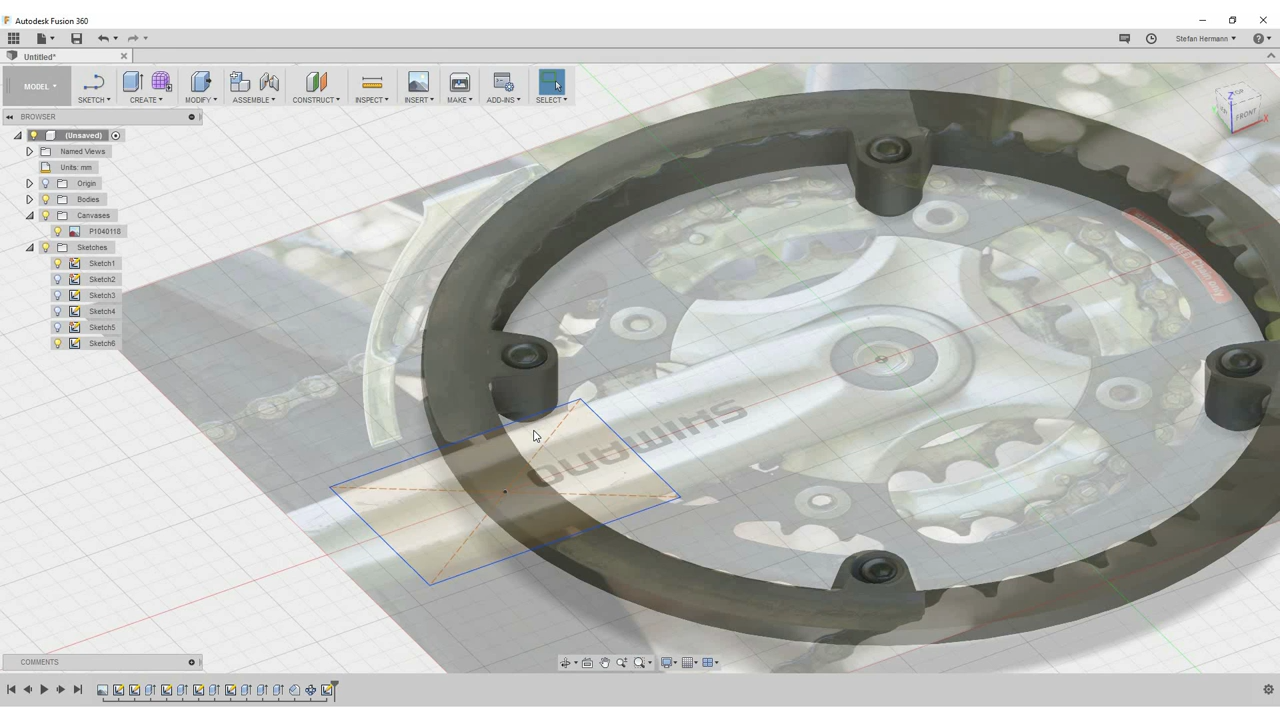 Autodesk Fusion 360
Stefan Hermann
Untitled*
MODEL
SKETCH
CREATE
MODIFY
ASSEMBLE
CONSTRUCT
INSPECT
INSERT
MAKE
ADD-INS
SELECT
BROWSER
(Unsaved)
Named Views
Units: mm
Origin
Bodies
Canvases
P1040118
Sketches
Sketch1
Sketch2
Sketch3
Sketch4
Sketch5
Sketch6
Z
FRONT
X
SHIMANO
COMMENTS